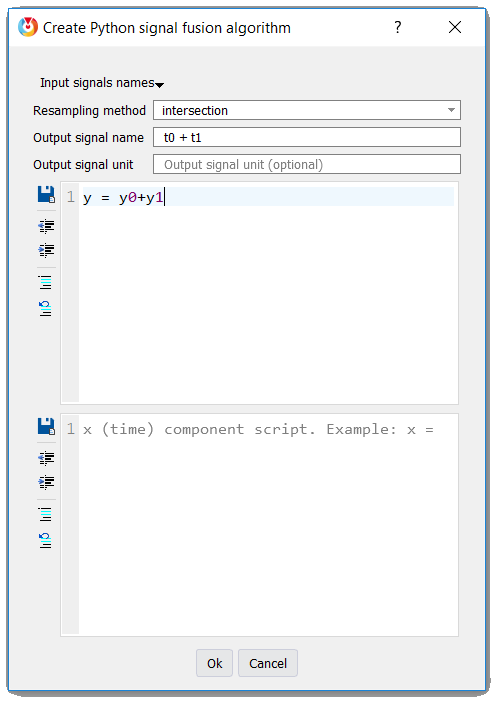 Create Python signal fusion algorithm ?
Input signals names
Resampling method intersection
Output signal name t0 + t1
Output signal unit Output signal unit (optional)
1 y = y0+y1
1 x (time) component script. Example: x =
Ok Cancel